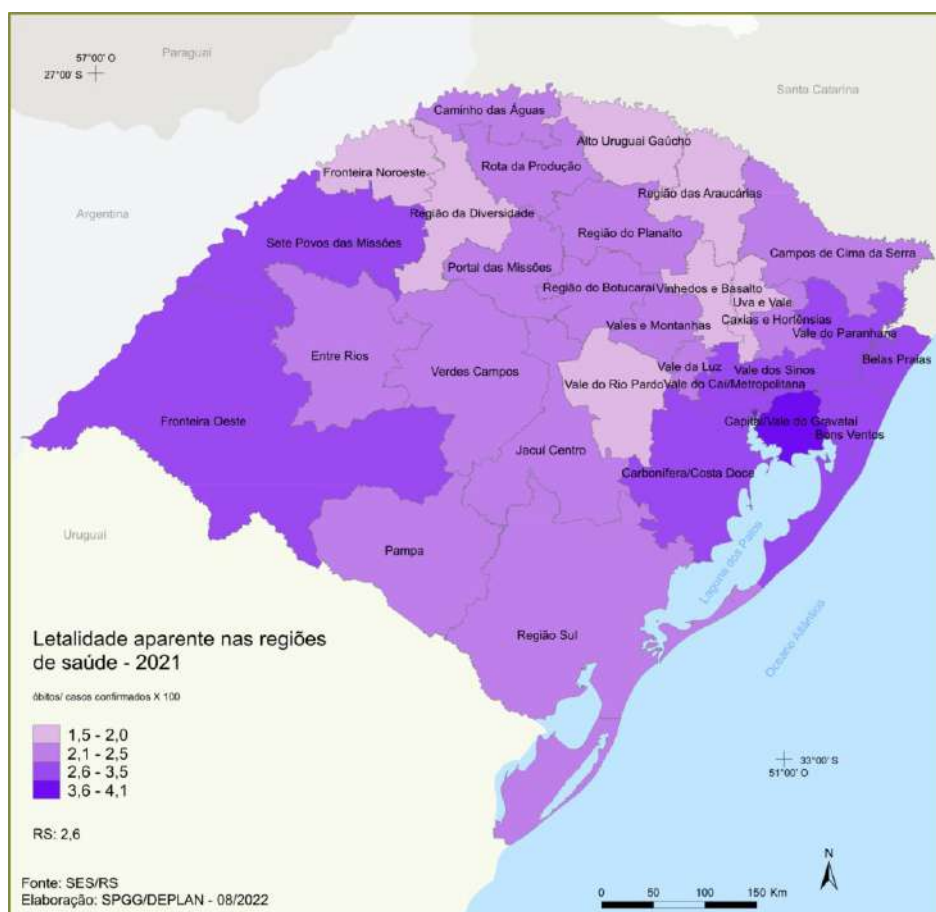 Paraguai
57°00' O
27°00' S
Santa Catarina
Caminho das Águas
Alto Uruguai Gaúcho
Rota da Produção
Fronteira Noroeste
Região das Araucárias
Argentina
Região da Diversidade
Sete Povos das Missões
Região do Planalto
Campos de Cima da Serra
Portal das Missões
Região do Botucaraí
Vinhedos e Basalto
Uva e Vale
Vales e Montanhas
Caxias e Hortênsias
Vale do Paranhana
Entre Rios
Verdes Campos
Vale da Luz
Vale dos Sinos
Belas Praias
Vale do Rio Pardo
Vale do Caí/Metropolitana
Fronteira Oeste
Capital/Vale do Gravataí
Bons Ventos
Jacuí Centro
Carbonífera/Costa Doce
Uruguai
Pampa
Laguna dos Patos
Oceano Atlântico
Região Sul
Letalidade aparente nas regiões
de saúde - 2021
óbitos/ casos confirmados X 100
1,5 - 2,0
2,1 - 2,5
2,6 - 3,5
3,6 - 4,1
33°00' S
51°00' O
RS: 2,6
N
Fonte: SES/RS
Elaboração: SPGG/DEPLAN - 08/2022
0 50 100 150 Km